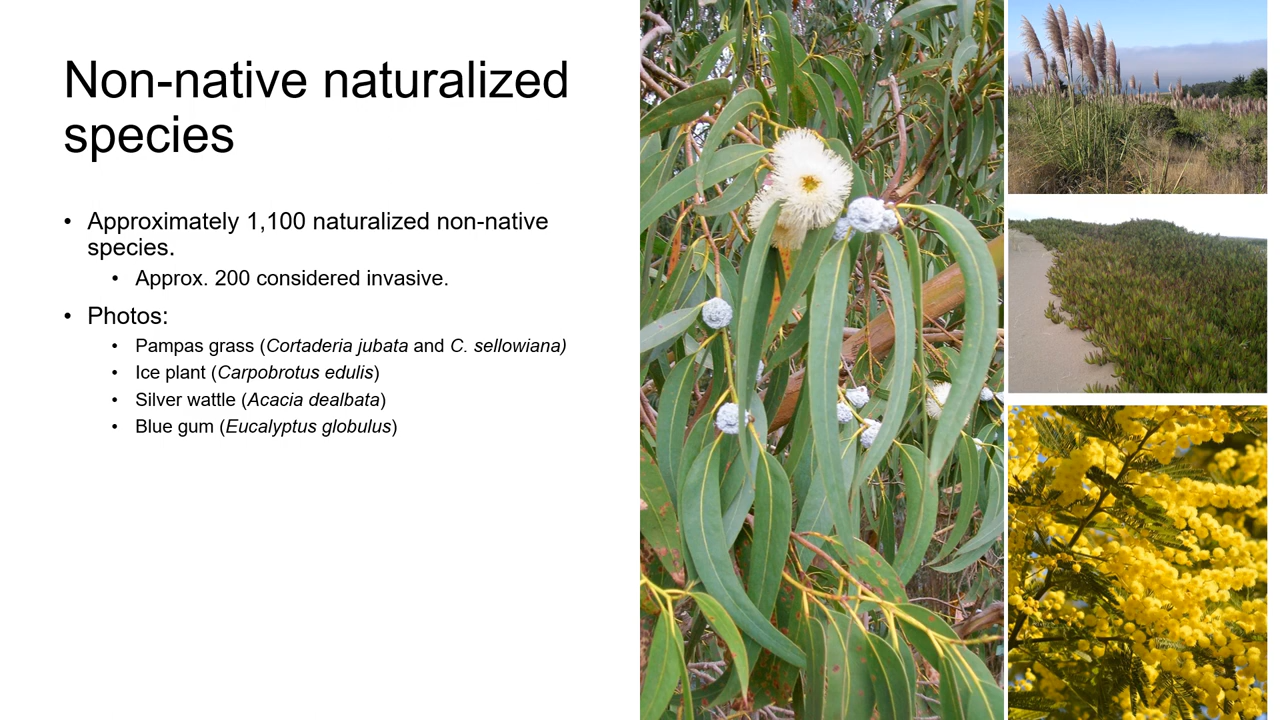 Non-native naturalized
species
• Approximately 1,100 naturalized non-native
species.
• Approx. 200 considered invasive.
• Photos:
• Pampas grass (Cortaderia jubata and C. sellowiana)
• Ice plant (Carpobrotus edulis)
• Silver wattle (Acacia dealbata)
• Blue gum (Eucalyptus globulus)